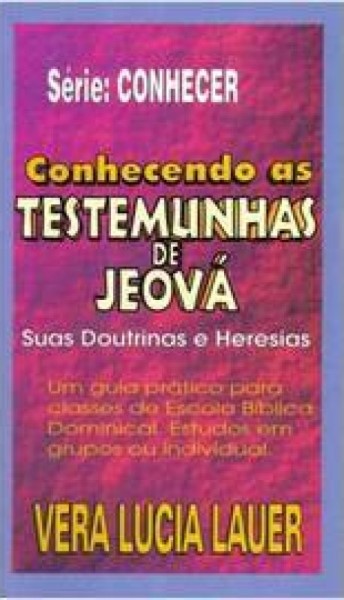 Série: CONHECER
Conhecendo as
TESTEMUNHAS
DE
JEOVÁ
Suas Doutrinas e Heresias
Um guia prático para
classes de Escola Bíblica
Dominical. Estudos em
grupos ou individual.
VERA LUCIA LAUER